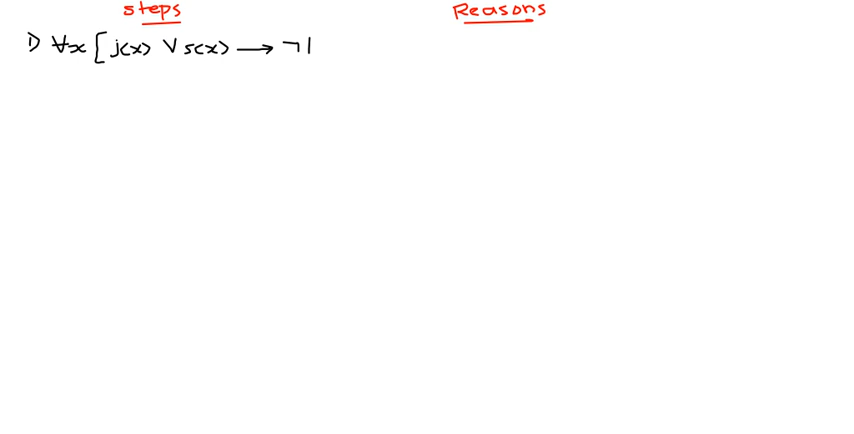 steps Reasons
1) ∀x [ j(x) ∨ s(x) → ¬